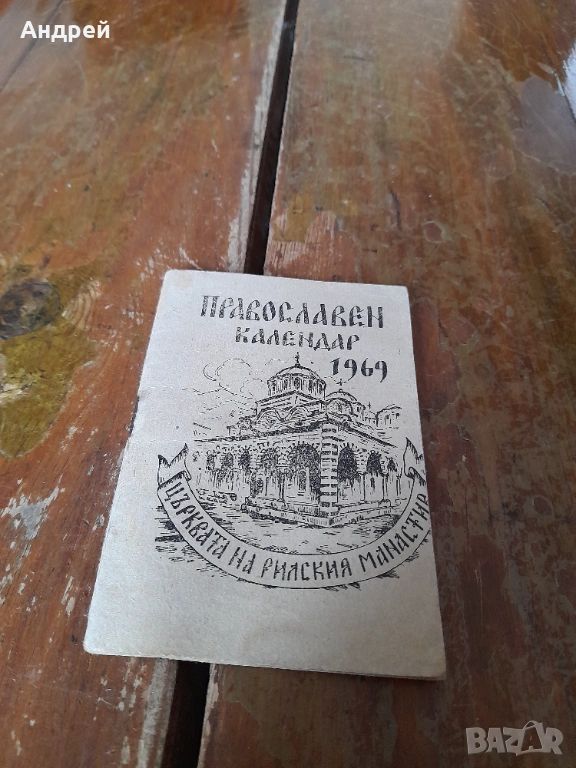 Андрей
ПРАВОСЛАВЕН
КАЛЕНДАР
1969
ЦЪРКВАТА НА РИЛСКИЯ МАНАСТИР
BAZAR